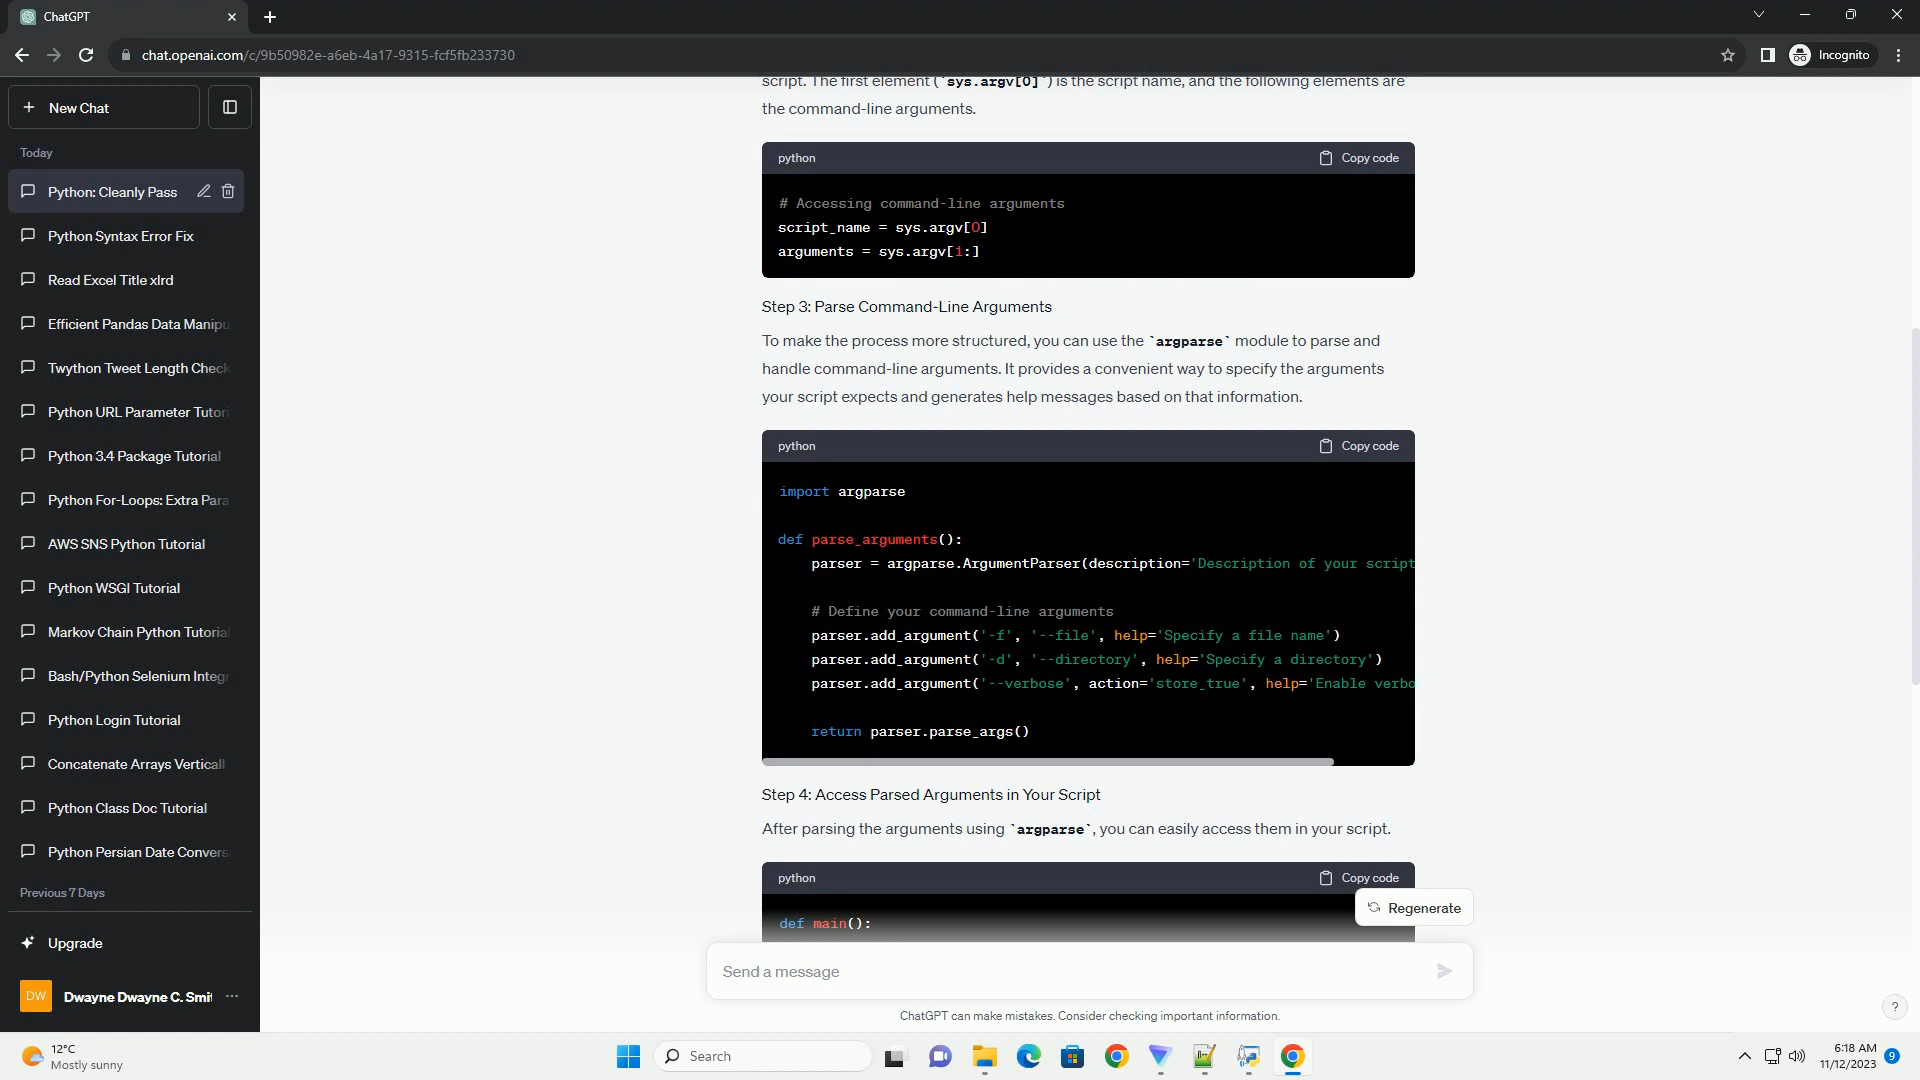 ChatGPT
chat.openai.com/c/9b50982e-a6eb-4a17-9315-fcf5fb233730
Incognito
New Chat
Today
Python: Cleanly Pass
Python Syntax Error Fix
Read Excel Title xlrd
Efficient Pandas Data Manipu
Twython Tweet Length Check
Python URL Parameter Tutori
Python 3.4 Package Tutorial
Python For-Loops: Extra Para
AWS SNS Python Tutorial
Python WSGI Tutorial
Markov Chain Python Tutorial
Bash/Python Selenium Integr
Python Login Tutorial
Concatenate Arrays Verticall
Python Class Doc Tutorial
Python Persian Date Convers
Previous 7 Days
Upgrade
DW
Dwayne Dwayne C. Smit
script. The first element (`sys.argv[0]`) is the script name, and the following elements are
the command-line arguments.
python
Copy code
# Accessing command-line arguments
script_name = sys.argv[0]
arguments = sys.argv[1:]
Step 3: Parse Command-Line Arguments
To make the process more structured, you can use the `argparse` module to parse and
handle command-line arguments. It provides a convenient way to specify the arguments
your script expects and generates help messages based on that information.
python
Copy code
import argparse
def parse_arguments():
parser = argparse.ArgumentParser(description='Description of your script
# Define your command-line arguments
parser.add_argument('-f', '--file', help='Specify a file name')
parser.add_argument('-d', '--directory', help='Specify a directory')
parser.add_argument('--verbose', action='store_true', help='Enable verbo
return parser.parse_args()
Step 4: Access Parsed Arguments in Your Script
After parsing the arguments using `argparse`, you can easily access them in your script.
python
Copy code
def main():
Regenerate
Send a message
ChatGPT can make mistakes. Consider checking important information.
?
12°C
Mostly sunny
Search
6:18 AM
11/12/2023
9